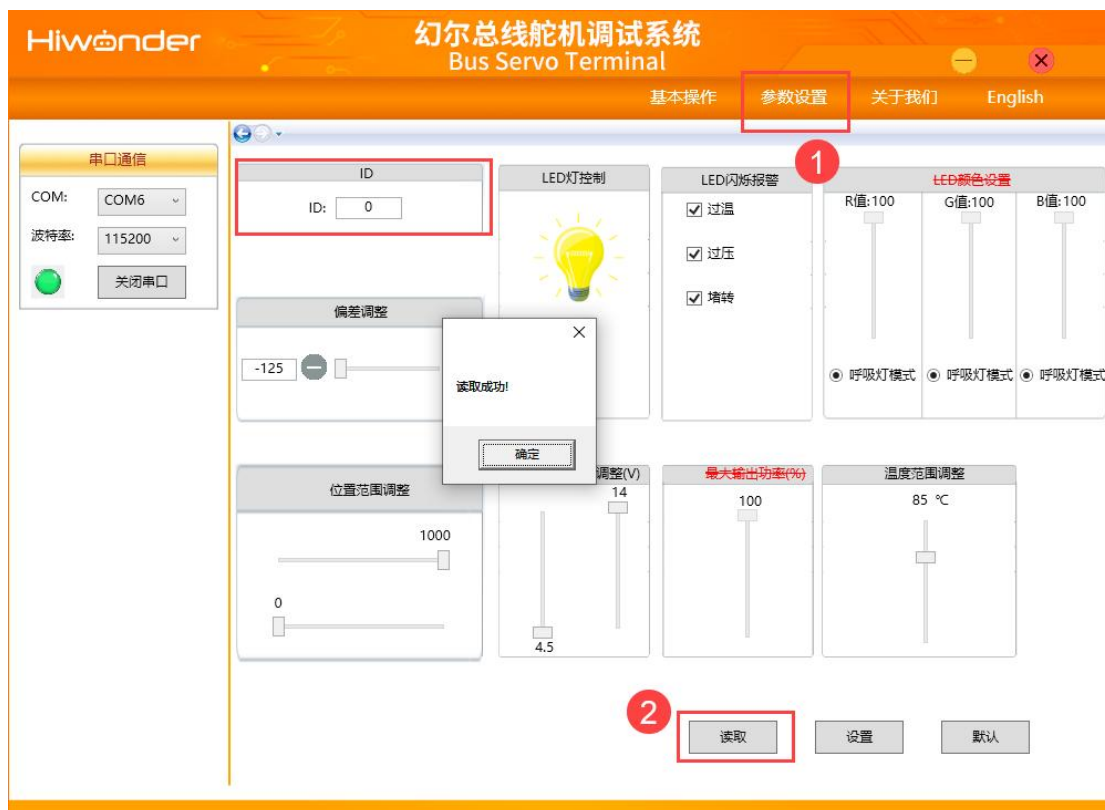 Hiwonder
幻尔总线舵机调试系统
Bus Servo Terminal
基本操作 参数设置 关于我们 English
1
串口通信
COM: COM6
波特率: 115200
关闭串口
ID
ID: 0
LED灯控制
LED闪烁报警
过温
过压
堵转
LED颜色设置
R值:100 G值:100 B值:100
呼吸灯模式 呼吸灯模式 呼吸灯模式
偏差调整
-125
读取成功!
确定
位置范围调整
1000
0
调整(V)
14
4.5
最大输出功率(%)
100
温度范围调整
85 ℃
2
读取 设置 默认